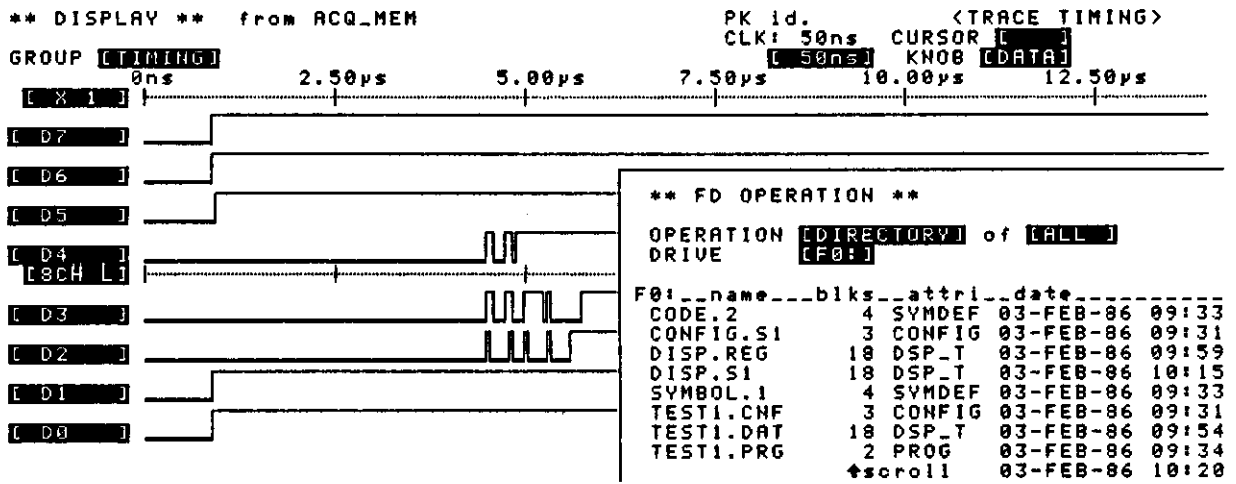 ** DISPLAY ** from ACQ_MEM PK id. <TRACE TIMING>
CLK: 50ns CURSOR [ ]
GROUP [TIMING] [ 50ns] KNOB [DATA]
0ns 2.50µs 5.00µs 7.50µs 10.00µs 12.50µs
[ X 1 ]
[ D7 ]
[ D6 ]
[ D5 ]
[ D4 ]
[8CH L]
[ D3 ]
[ D2 ]
[ D1 ]
[ D0 ]
** FD OPERATION **
OPERATION [DIRECTORY] of [ALL ]
DRIVE [F0:]
F0:__name___blks__attri__date___________
CODE.2 4 SYMDEF 03-FEB-86 09:33
CONFIG.S1 3 CONFIG 03-FEB-86 09:31
DISP.REG 18 DSP_T 03-FEB-86 09:59
DISP.S1 18 DSP_T 03-FEB-86 10:15
SYMBOL.1 4 SYMDEF 03-FEB-86 09:33
TEST1.CNF 3 CONFIG 03-FEB-86 09:31
TEST1.DAT 18 DSP_T 03-FEB-86 09:54
TEST1.PRG 2 PROG 03-FEB-86 09:34
↑scroll 03-FEB-86 10:20